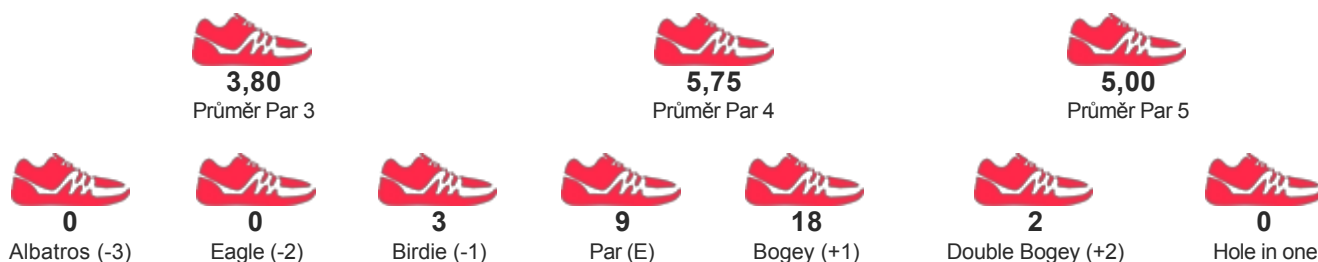 3,80 5,75 5,00
Průměr Par 3 Průměr Par 4 Průměr Par 5
0 0 3 9 18 2 0
Albatros (-3) Eagle (-2) Birdie (-1) Par (E) Bogey (+1) Double Bogey (+2) Hole in one